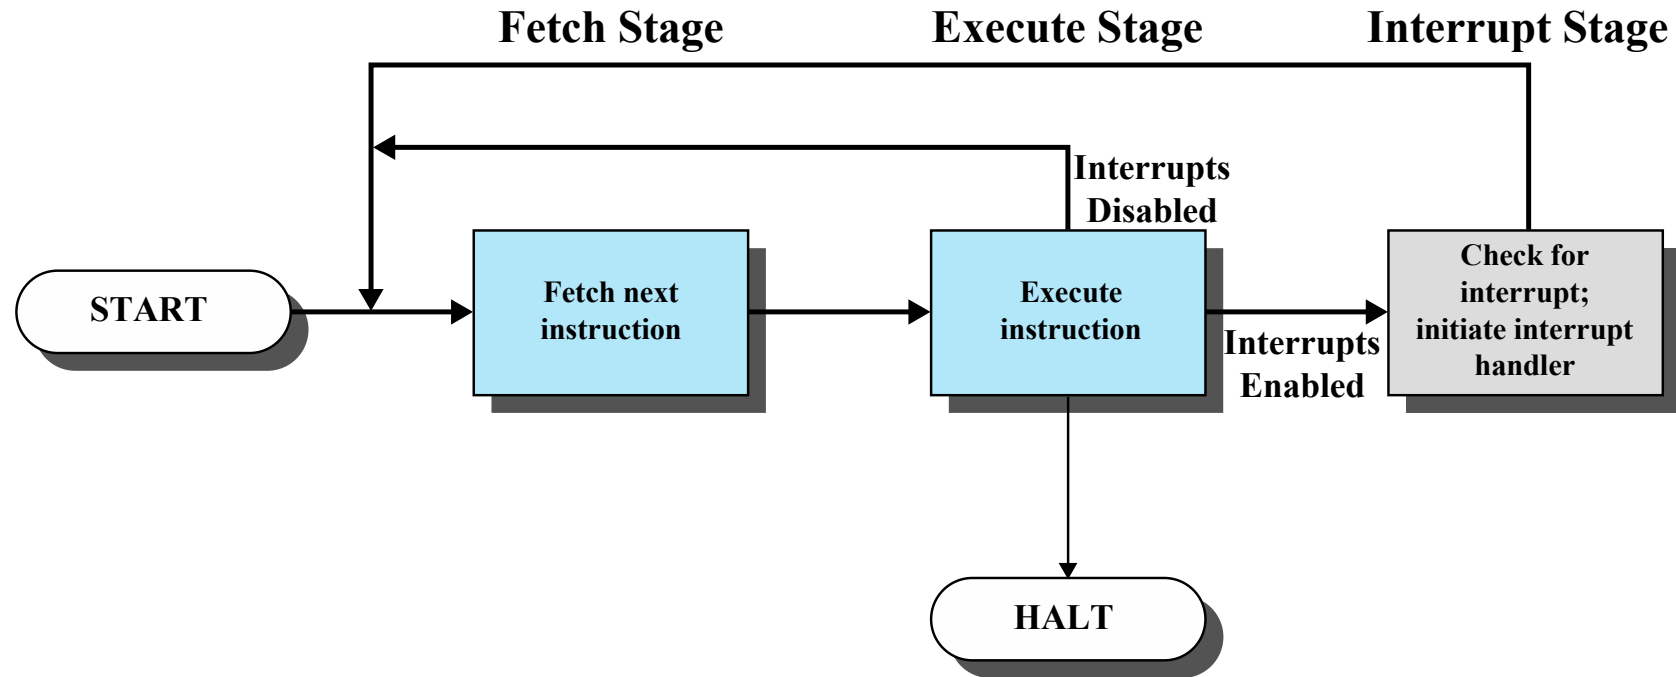 Fetch Stage
Execute Stage
Interrupt Stage
Interrupts
Disabled
START
Fetch next
instruction
Execute
instruction
Interrupts
Enabled
Check for
interrupt;
initiate interrupt
handler
HALT